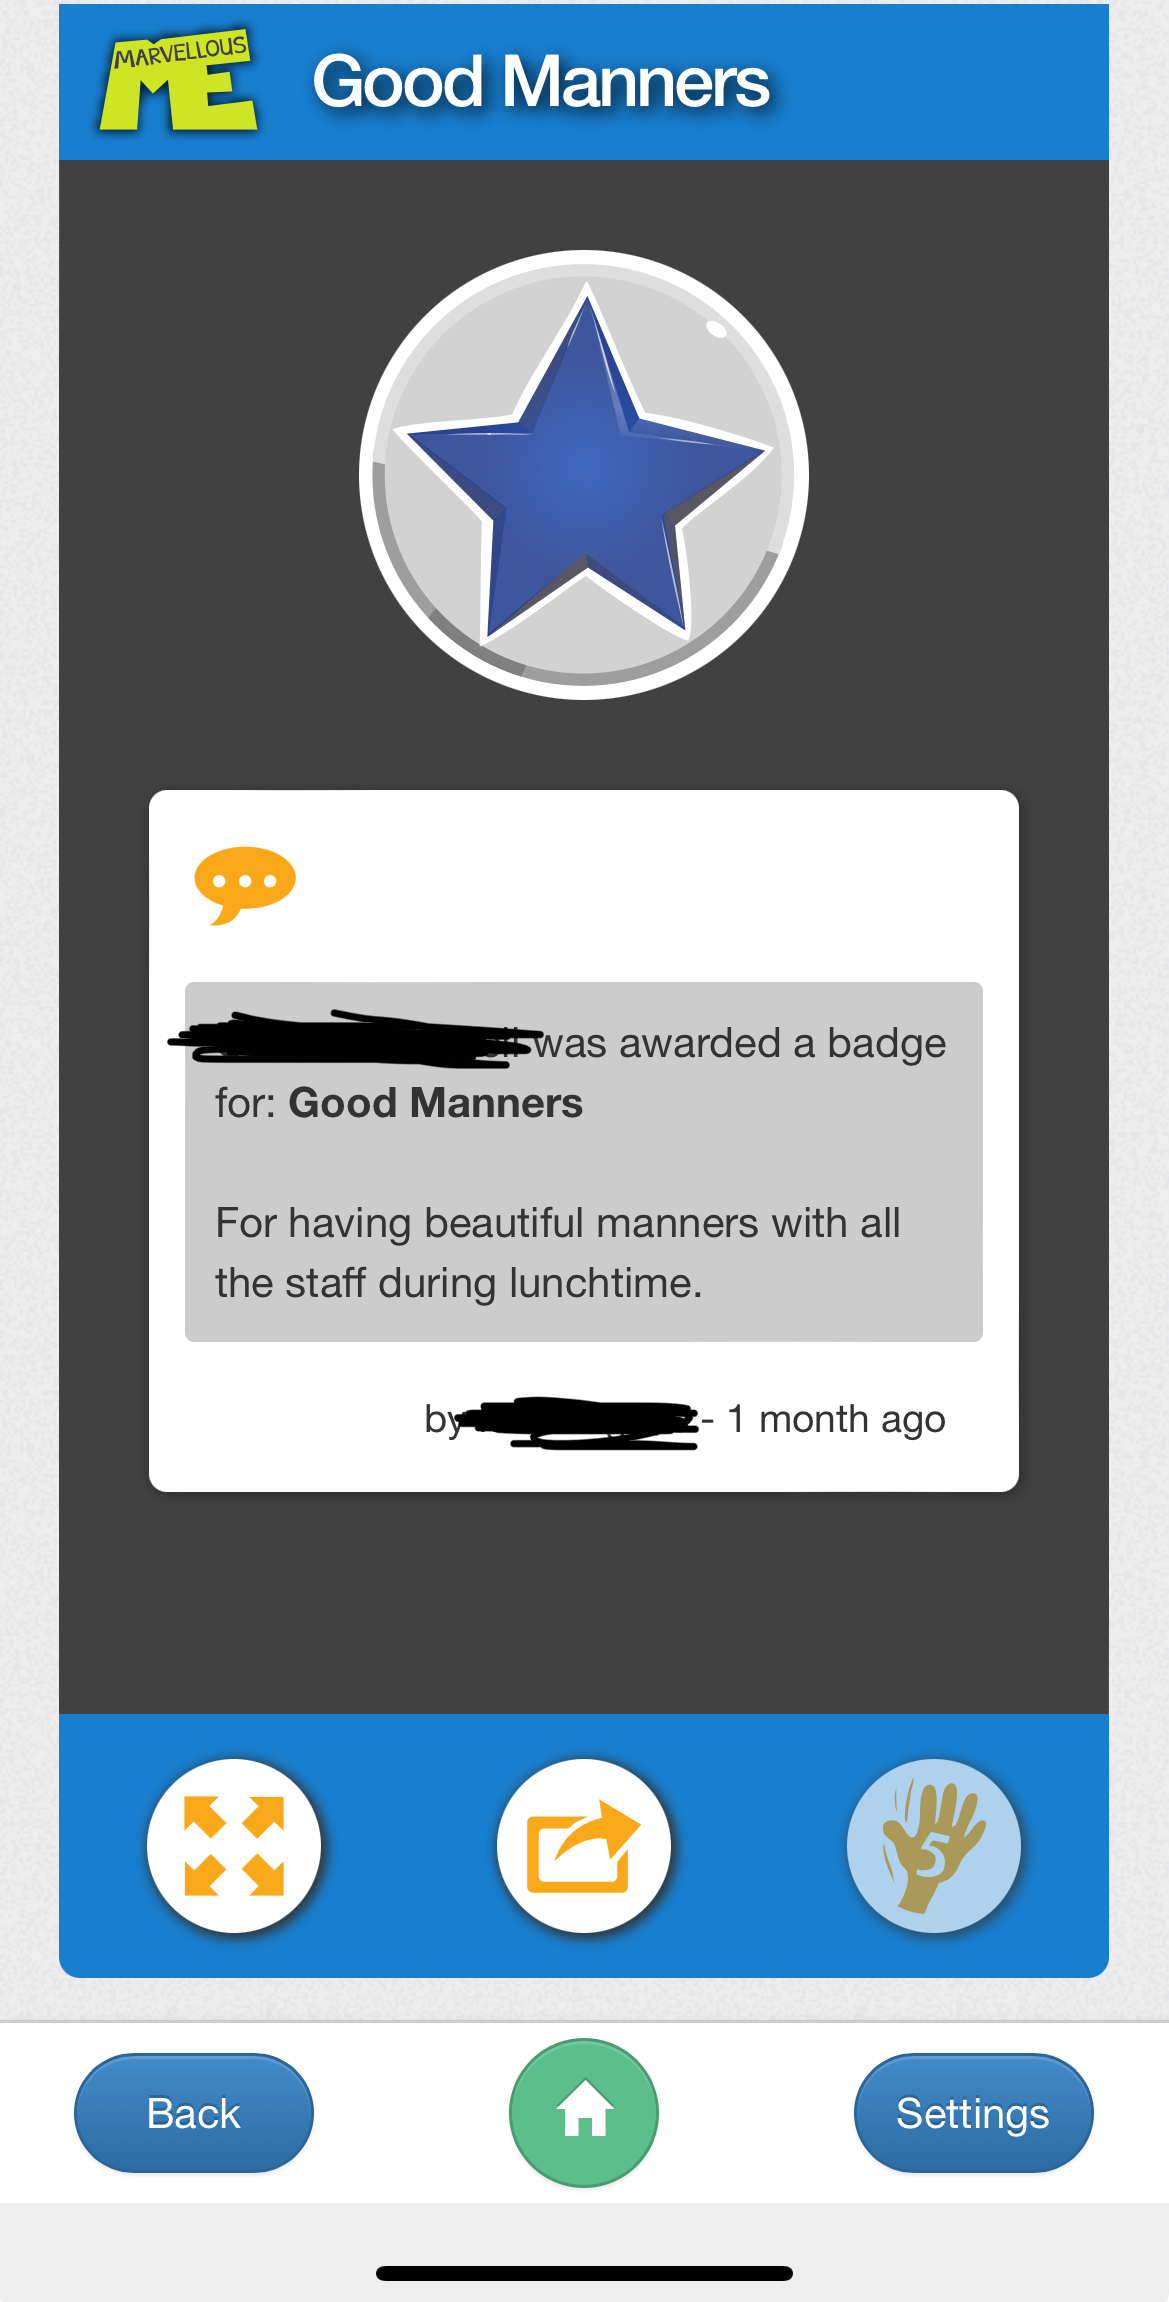 MARVELLOUS
ME
Good Manners
was awarded a badge
for: Good Manners
For having beautiful manners with all
the staff during lunchtime.
by - 1 month ago
5
Back
Settings